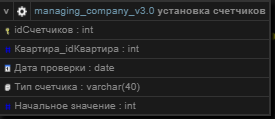 v managing_company_v3.0 установка счетчиков
idСчетчиков : int
Квартира_idКвартира : int
Дата проверки : date
Тип счетчика : varchar(40)
Начальное значение : int